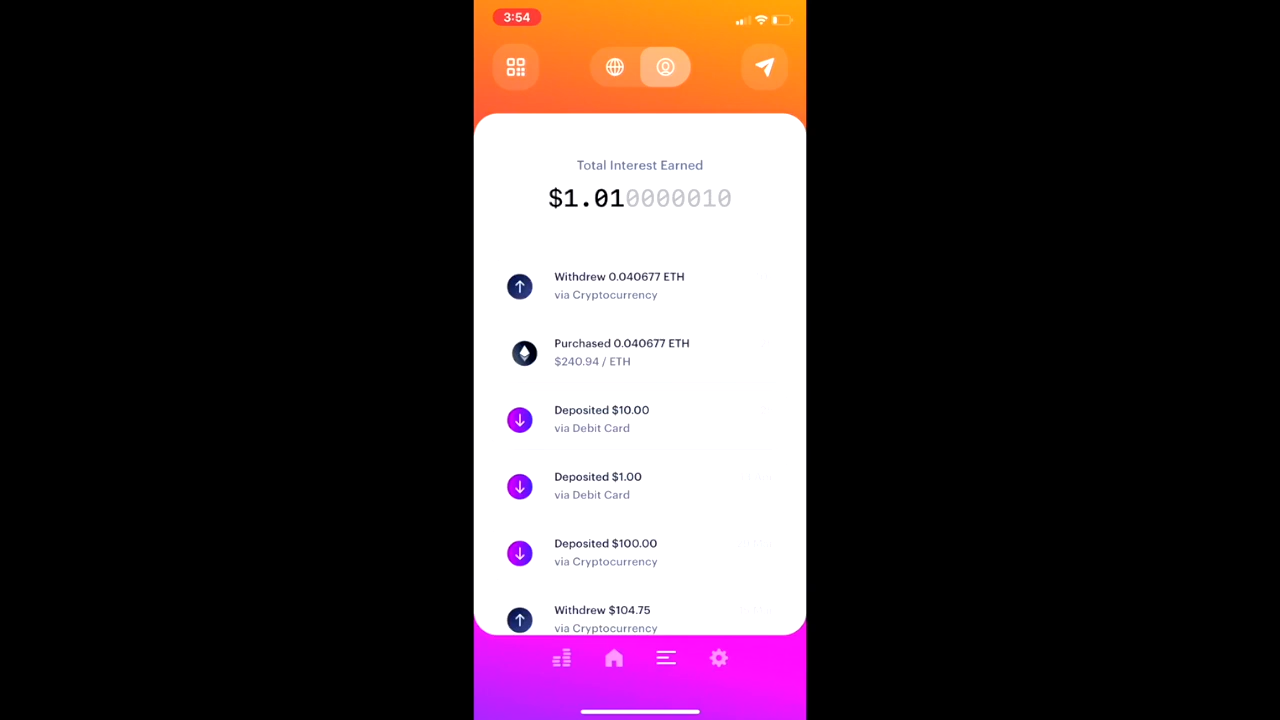 3:54
Total Interest Earned
$1.010000010
Withdrew 0.040677 ETH
via Cryptocurrency
Purchased 0.040677 ETH
$240.94 / ETH
Deposited $10.00
via Debit Card
Deposited $1.00
via Debit Card
Deposited $100.00
via Cryptocurrency
Withdrew $104.75
via Cryptocurrency